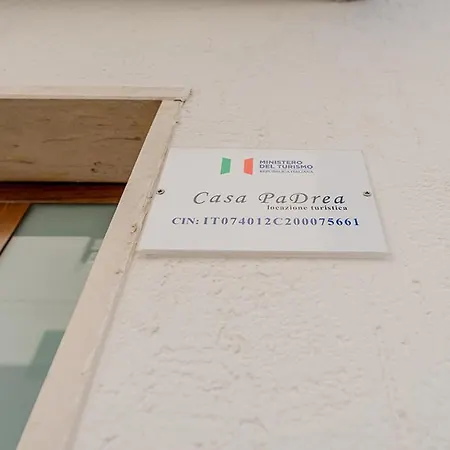 MINISTERO
DEL TURISMO
REPUBBLICA ITALIANA
Casa PaDrea
locazione turistica
CIN: IT074012C200075661